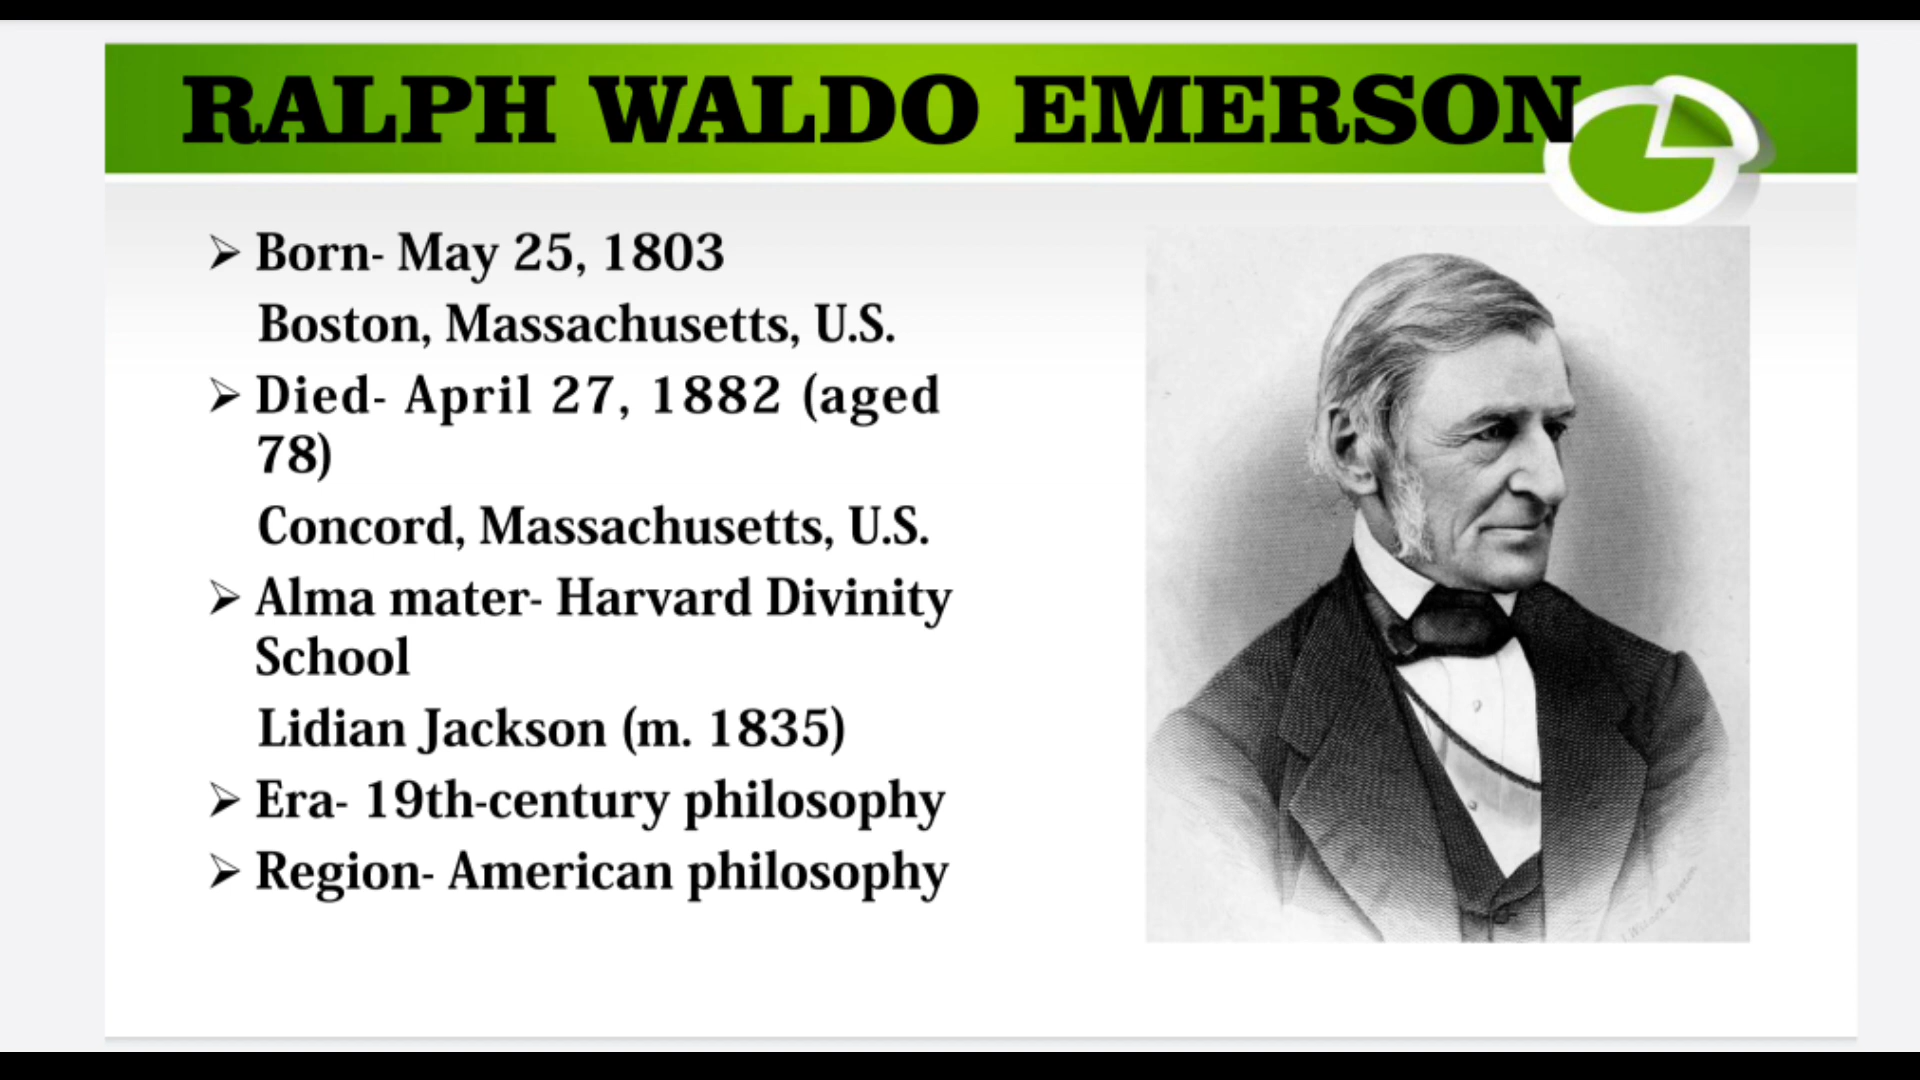 RALPH WALDO EMERSON
➢ Born- May 25, 1803
Boston, Massachusetts, U.S.
➢ Died- April 27, 1882 (aged
78)
Concord, Massachusetts, U.S.
➢ Alma mater- Harvard Divinity
School
Lidian Jackson (m. 1835)
➢ Era- 19th-century philosophy
➢ Region- American philosophy